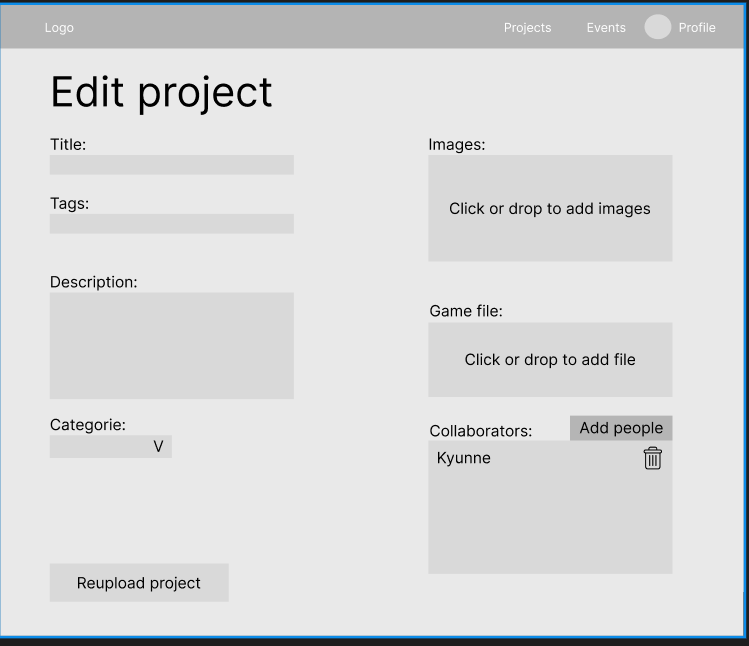 Logo
Projects
Events
Profile
Edit project
Title:
Tags:
Description:
Categorie:
V
Reupload project
Images:
Click or drop to add images
Game file:
Click or drop to add file
Collaborators:
Add people
Kyunne